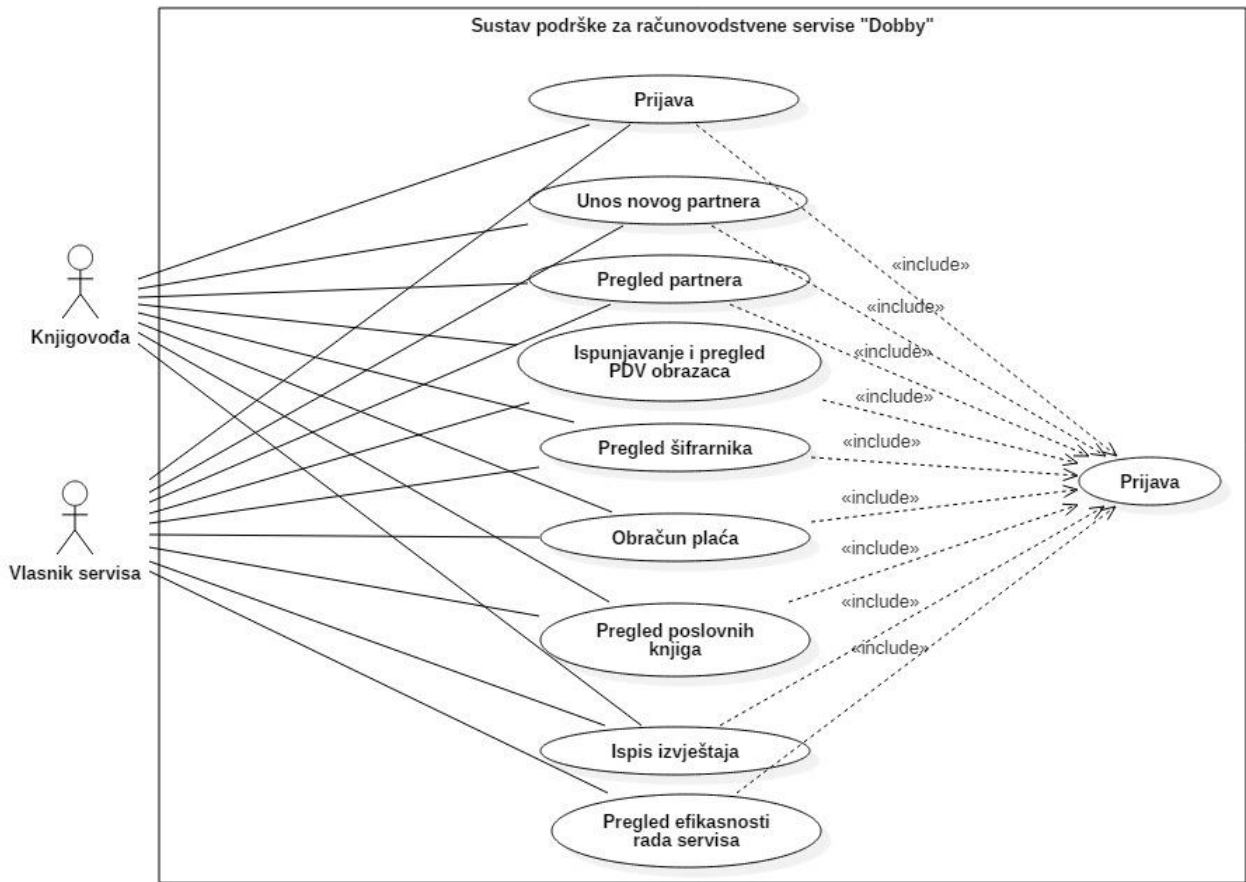 Sustav podrške za računovodstvene servise "Dobby"
Prijava
Unos novog partnera
«include»
Pregled partnera
«include»
Knjigovođa
Ispunjavanje i pregled
PDV obrazaca
«include»
«include»
Pregled šifrarnika
«include»
Prijava
Vlasnik servisa
Obračun plaća
«include»
«include»
Pregled poslovnih
knjiga
«include»
«include»
Ispis izvještaja
Pregled efikasnosti
rada servisa